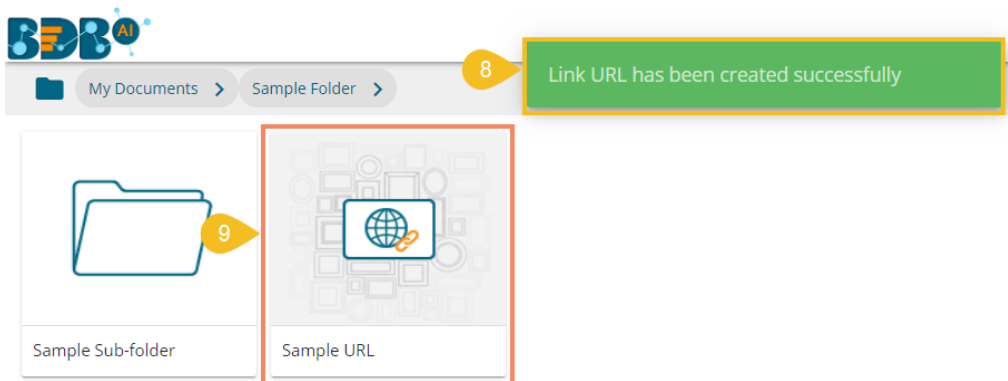 BDB AI
8
Link URL has been created successfully
My Documents > Sample Folder >
9
Sample Sub-folder
Sample URL